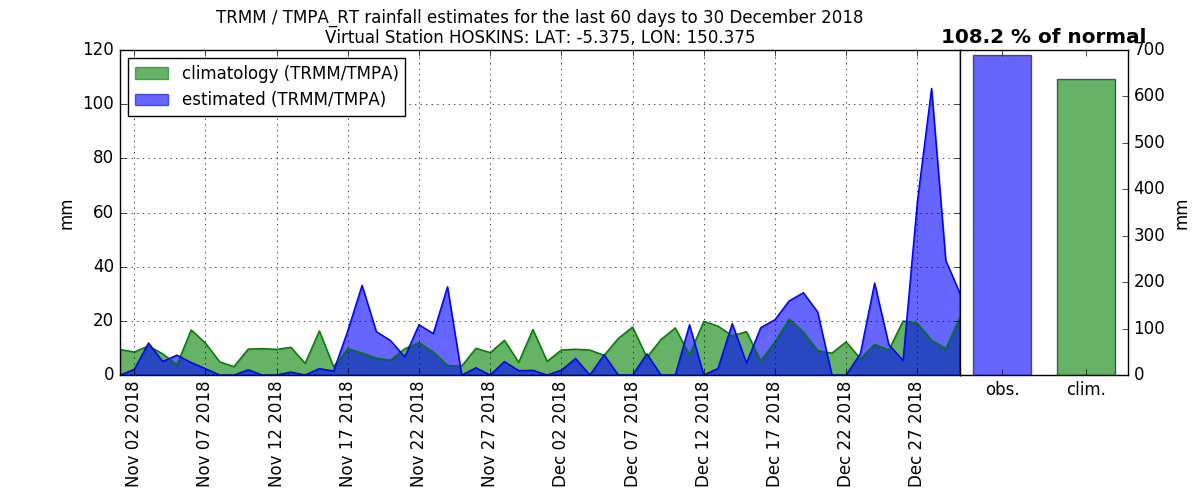 TRMM / TMPA_RT rainfall estimates for the last 60 days to 30 December 2018
Virtual Station HOSKINS: LAT: -5.375, LON: 150.375
108.2 % of normal
climatology (TRMM/TMPA)
estimated (TRMM/TMPA)
120
100
80
60
40
20
0
mm
700
600
500
400
300
200
100
0
mm
Nov 02 2018
Nov 07 2018
Nov 12 2018
Nov 17 2018
Nov 22 2018
Nov 27 2018
Dec 02 2018
Dec 07 2018
Dec 12 2018
Dec 17 2018
Dec 22 2018
Dec 27 2018
obs.
clim.